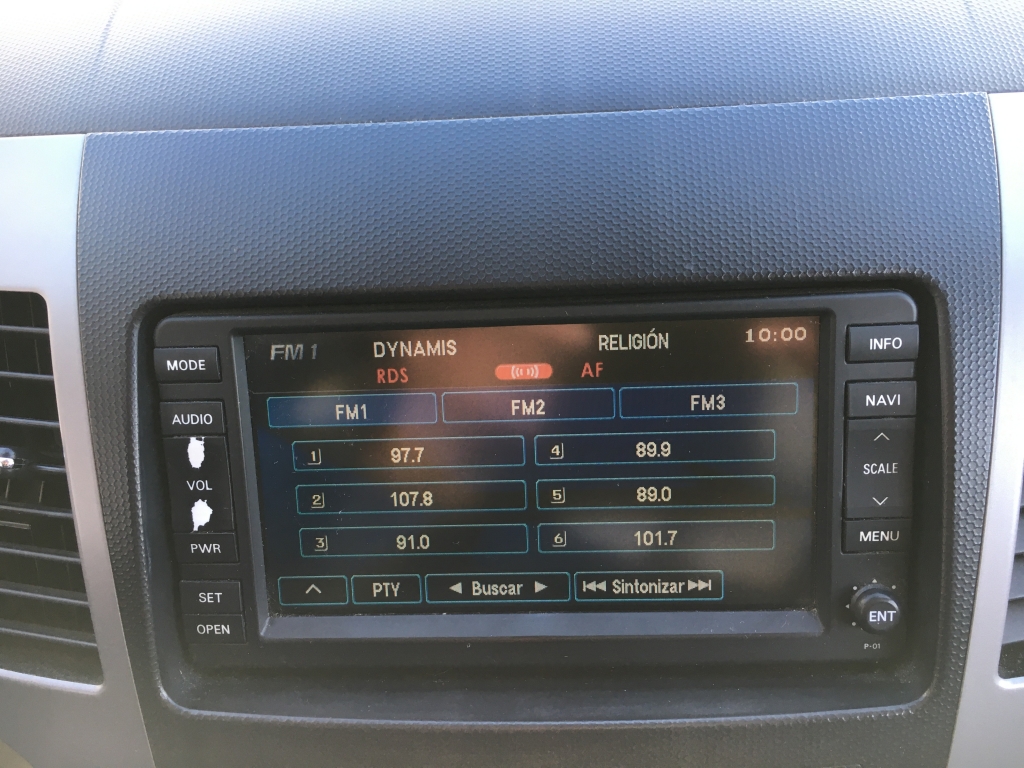 FM 1 DYNAMIS RELIGIÓN 10:00
RDS AF
FM1 FM2 FM3
1 97.7 4 89.9
2 107.8 5 89.0
3 91.0 6 101.7
PTY ◄ Buscar ► Sintonizar
MODE
AUDIO
VOL
PWR
SET
OPEN
INFO
NAVI
SCALE
MENU
ENT
P-01